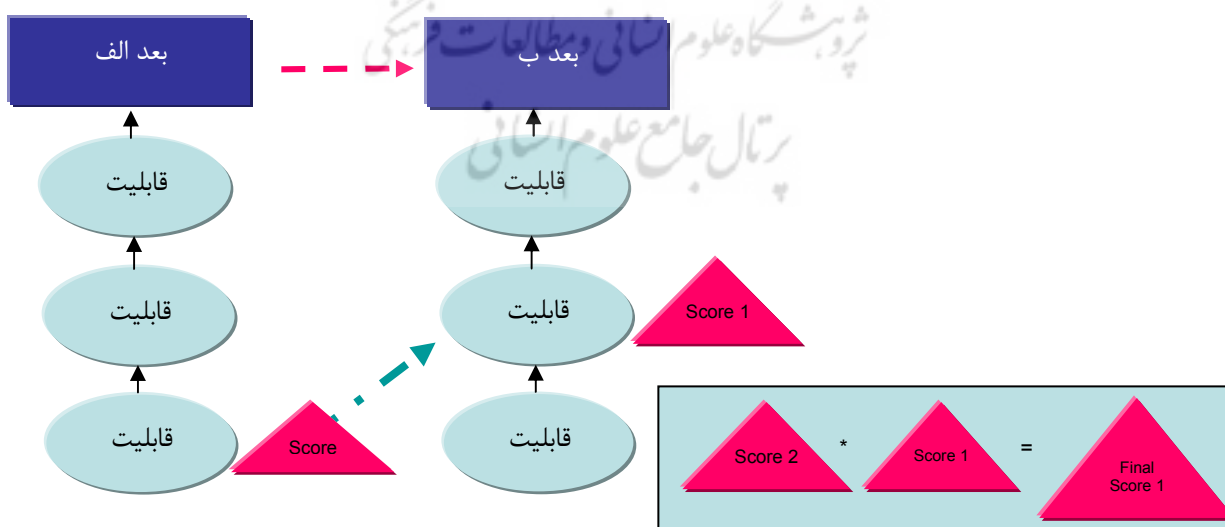 پژوهشگاه علوم انسانی و مطالعات فرهنگی
بعد الف
بعد ب
پرتال جامع علوم انسانی
قابلیت
قابلیت
قابلیت
قابلیت
Score 1
قابلیت
قابلیت
Score
Score 2 * Score 1 = Final Score 1